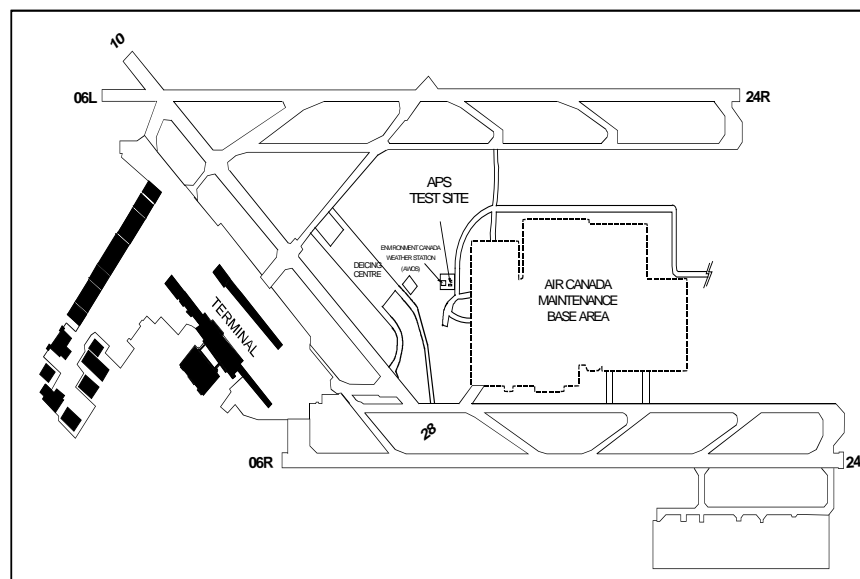 10
06L
24R
APS
TEST SITE
ENVIRONMENT CANADA
WEATHER STATION
(AWOS)
DEICING
CENTRE
AIR CANADA
MAINTENANCE
BASE AREA
TERMINAL
28
06R
24